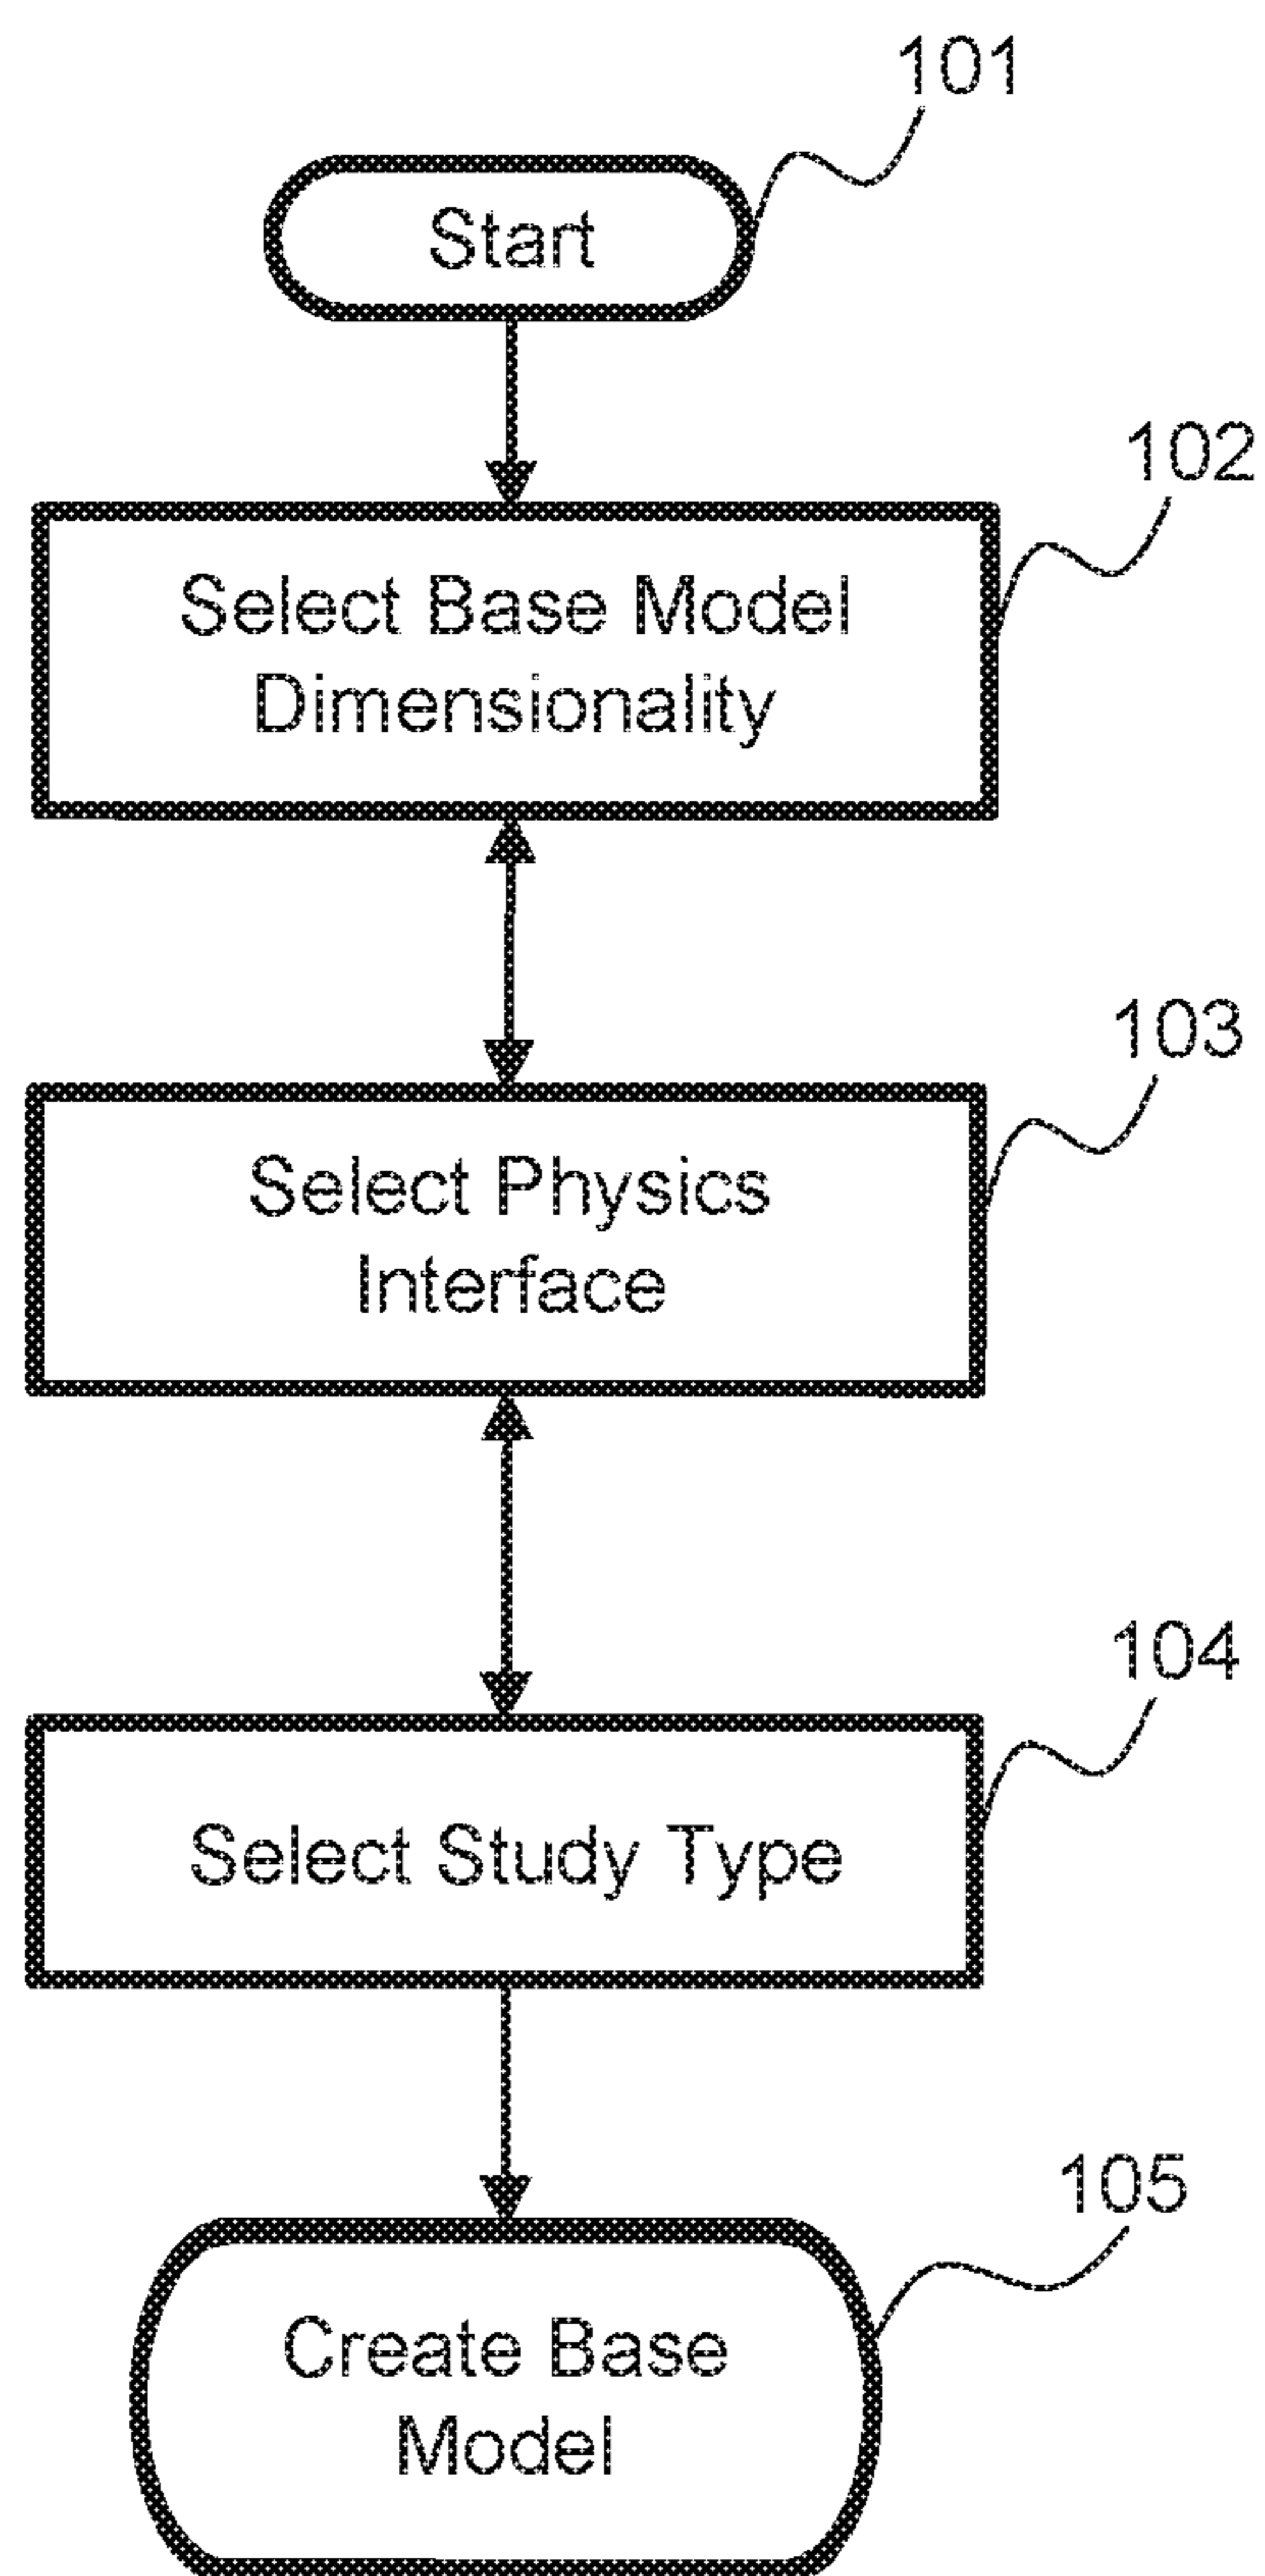 101
Start
102
Select Base Model
Dimensionality
103
Select Physics
Interface
104
Select Study Type
105
Create Base
Model